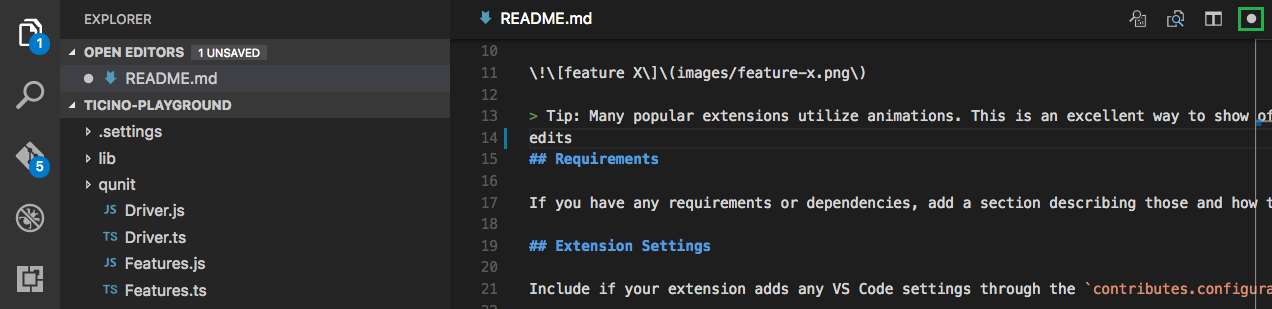 EXPLORER
OPEN EDITORS 1 UNSAVED
README.md
TICINO-PLAYGROUND
.settings
lib
qunit
JS Driver.js
TS Driver.ts
JS Features.js
TS Features.ts
1
5
README.md
10
11 \!\[feature X\]\(images/feature-x.png\)
12
13 > Tip: Many popular extensions utilize animations. This is an excellent way to show of
14 edits
15 ## Requirements
16
17 If you have any requirements or dependencies, add a section describing those and how t
18
19 ## Extension Settings
20
21 Include if your extension adds any VS Code settings through the `contributes.configura